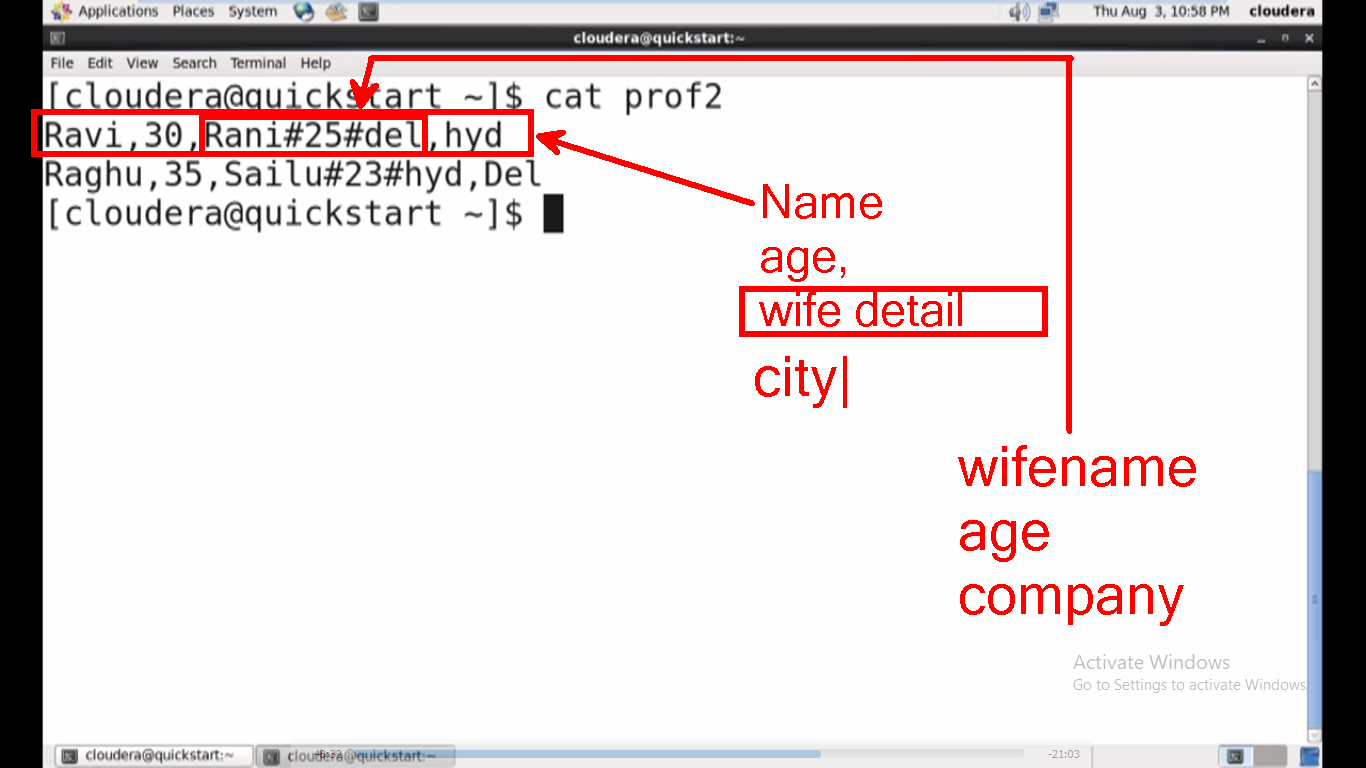 Applications Places System Thu Aug 3, 10:58 PM cloudera
cloudera@quickstart:~
File Edit View Search Terminal Help
[cloudera@quickstart ~]$ cat prof2
Ravi,30,Rani#25#del,hyd
Raghu,35,Sailu#23#hyd,Del
[cloudera@quickstart ~]$
Name
age,
wife detail
city|
wifename
age
company
Activate Windows
Go to Settings to activate Windows.
cloudera@quickstart:~ cloudera@quickstart:~ -21:03